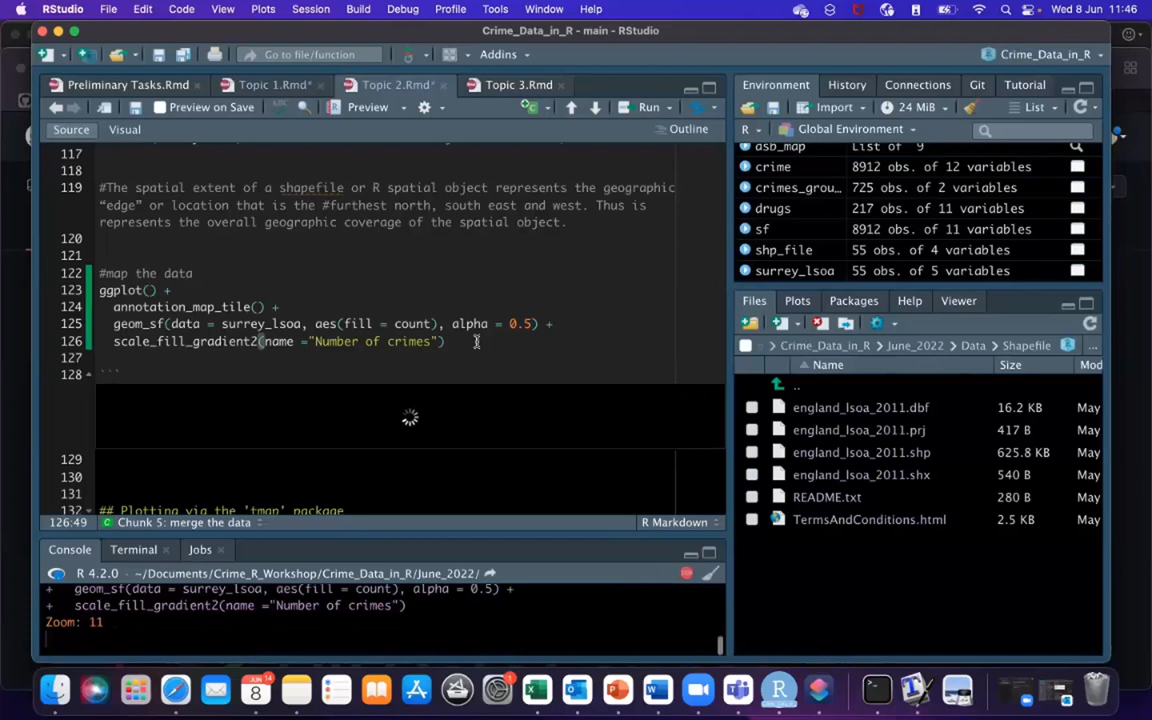 RStudio File Edit Code View Plots Session Build Debug Profile Tools Window Help Wed 8 Jun 11:46
Crime_Data_in_R - main - RStudio
Go to file/function Addins Crime_Data_in_R
Preliminary Tasks.Rmd Topic 1.Rmd* Topic 2.Rmd* Topic 3.Rmd
Preview on Save Preview Run
Source Visual Outline
117
118
119 #The spatial extent of a shapefile or R spatial object represents the geographic
“edge” or location that is the #furthest north, south east and west. Thus is
represents the overall geographic coverage of the spatial object.
120
121
122 #map the data
123 ggplot() +
124 annotation_map_tile() +
125 geom_sf(data = surrey_lsoa, aes(fill = count), alpha = 0.5) +
126 scale_fill_gradient2(name ="Number of crimes")
127
128 ```
129
130
131
132 ## Plotting via the 'tmap' package
126:49 Chunk 5: merge the data R Markdown
Console Terminal Jobs
R 4.2.0 · ~/Documents/Crime_R_Workshop/Crime_Data_in_R/June_2022/
+ geom_sf(data = surrey_lsoa, aes(fill = count), alpha = 0.5) +
+ scale_fill_gradient2(name ="Number of crimes")
Zoom: 11
Environment History Connections Git Tutorial
Import 24 MiB List
R Global Environment
asb_map List of 9
crime 8912 obs. of 12 variables
crimes_grou… 725 obs. of 2 variables
drugs 217 obs. of 11 variables
sf 8912 obs. of 11 variables
shp_file 55 obs. of 4 variables
surrey_lsoa 55 obs. of 5 variables
Files Plots Packages Help Viewer
Crime_Data_in_R June_2022 Data Shapefile ...
Name Size Mod
..
england_lsoa_2011.dbf 16.2 KB May
england_lsoa_2011.prj 417 B May
england_lsoa_2011.shp 625.8 KB May
england_lsoa_2011.shx 540 B May
README.txt 280 B May
TermsAndConditions.html 2.5 KB May